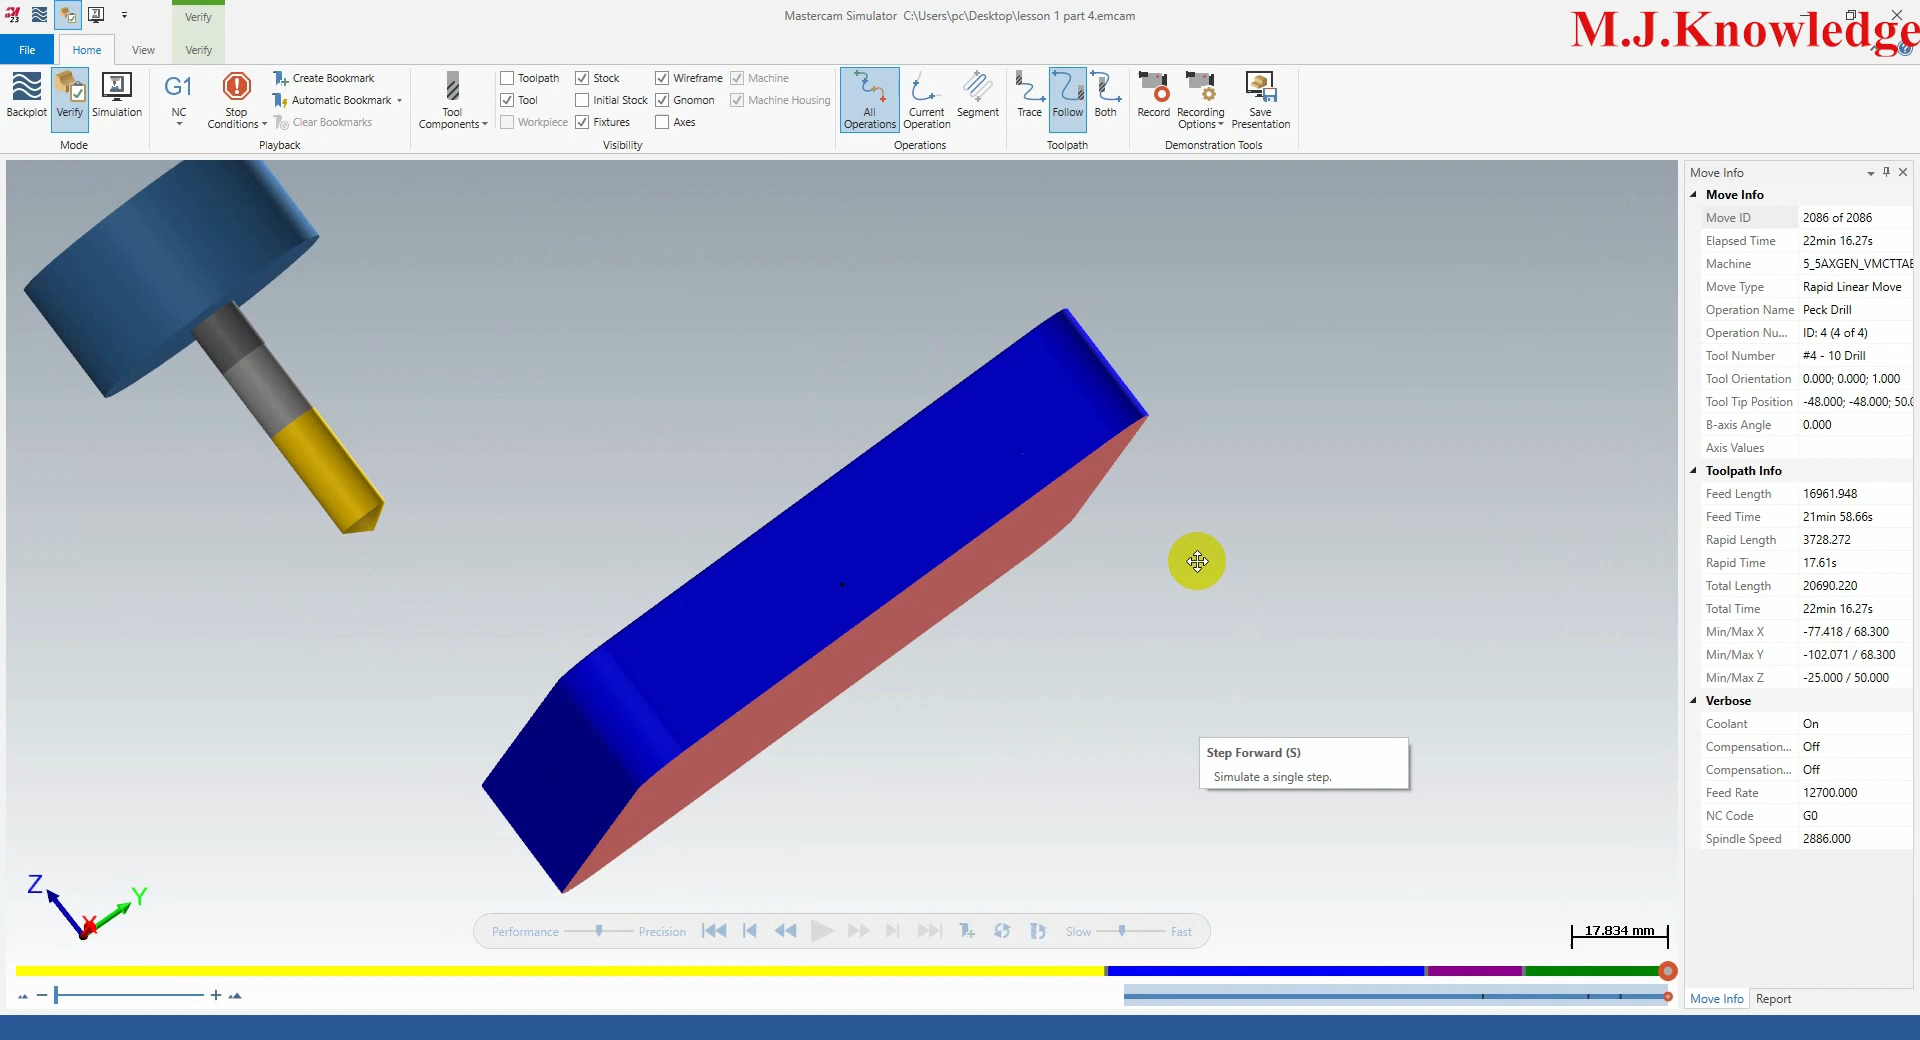 Verify
Mastercam Simulator C:\Users\pc\Desktop\lesson 1 part 4.emcam
M.J.Knowledge
File
Home
View
Verify
Backplot
Verify
Simulation
Mode
G1
NC
Stop
Conditions
Create Bookmark
Automatic Bookmark
Clear Bookmarks
Playback
Tool
Components
Toolpath
Tool
Workpiece
Stock
Initial Stock
Fixtures
Wireframe
Gnomon
Axes
Machine
Machine Housing
Visibility
All
Operations
Current
Operation
Segment
Operations
Trace
Follow
Both
Toolpath
Record
Recording
Options
Save
Presentation
Demonstration Tools
Move Info
Move Info
Move ID 2086 of 2086
Elapsed Time 22min 16.27s
Machine 5_5AXGEN_VMCTTAE
Move Type Rapid Linear Move
Operation Name Peck Drill
Operation Nu... ID: 4 (4 of 4)
Tool Number #4 - 10 Drill
Tool Orientation 0.000; 0.000; 1.000
Tool Tip Position -48.000; -48.000; 50.0
B-axis Angle 0.000
Axis Values
Toolpath Info
Feed Length 16961.948
Feed Time 21min 58.66s
Rapid Length 3728.272
Rapid Time 17.61s
Total Length 20690.220
Total Time 22min 16.27s
Min/Max X -77.418 / 68.300
Min/Max Y -102.071 / 68.300
Min/Max Z -25.000 / 50.000
Verbose
Coolant On
Compensation... Off
Compensation... Off
Feed Rate 12700.000
NC Code G0
Spindle Speed 2886.000
Move Info
Report
Step Forward (S)
Simulate a single step.
Z
Y
X
Performance
Precision
Slow
Fast
17.834 mm